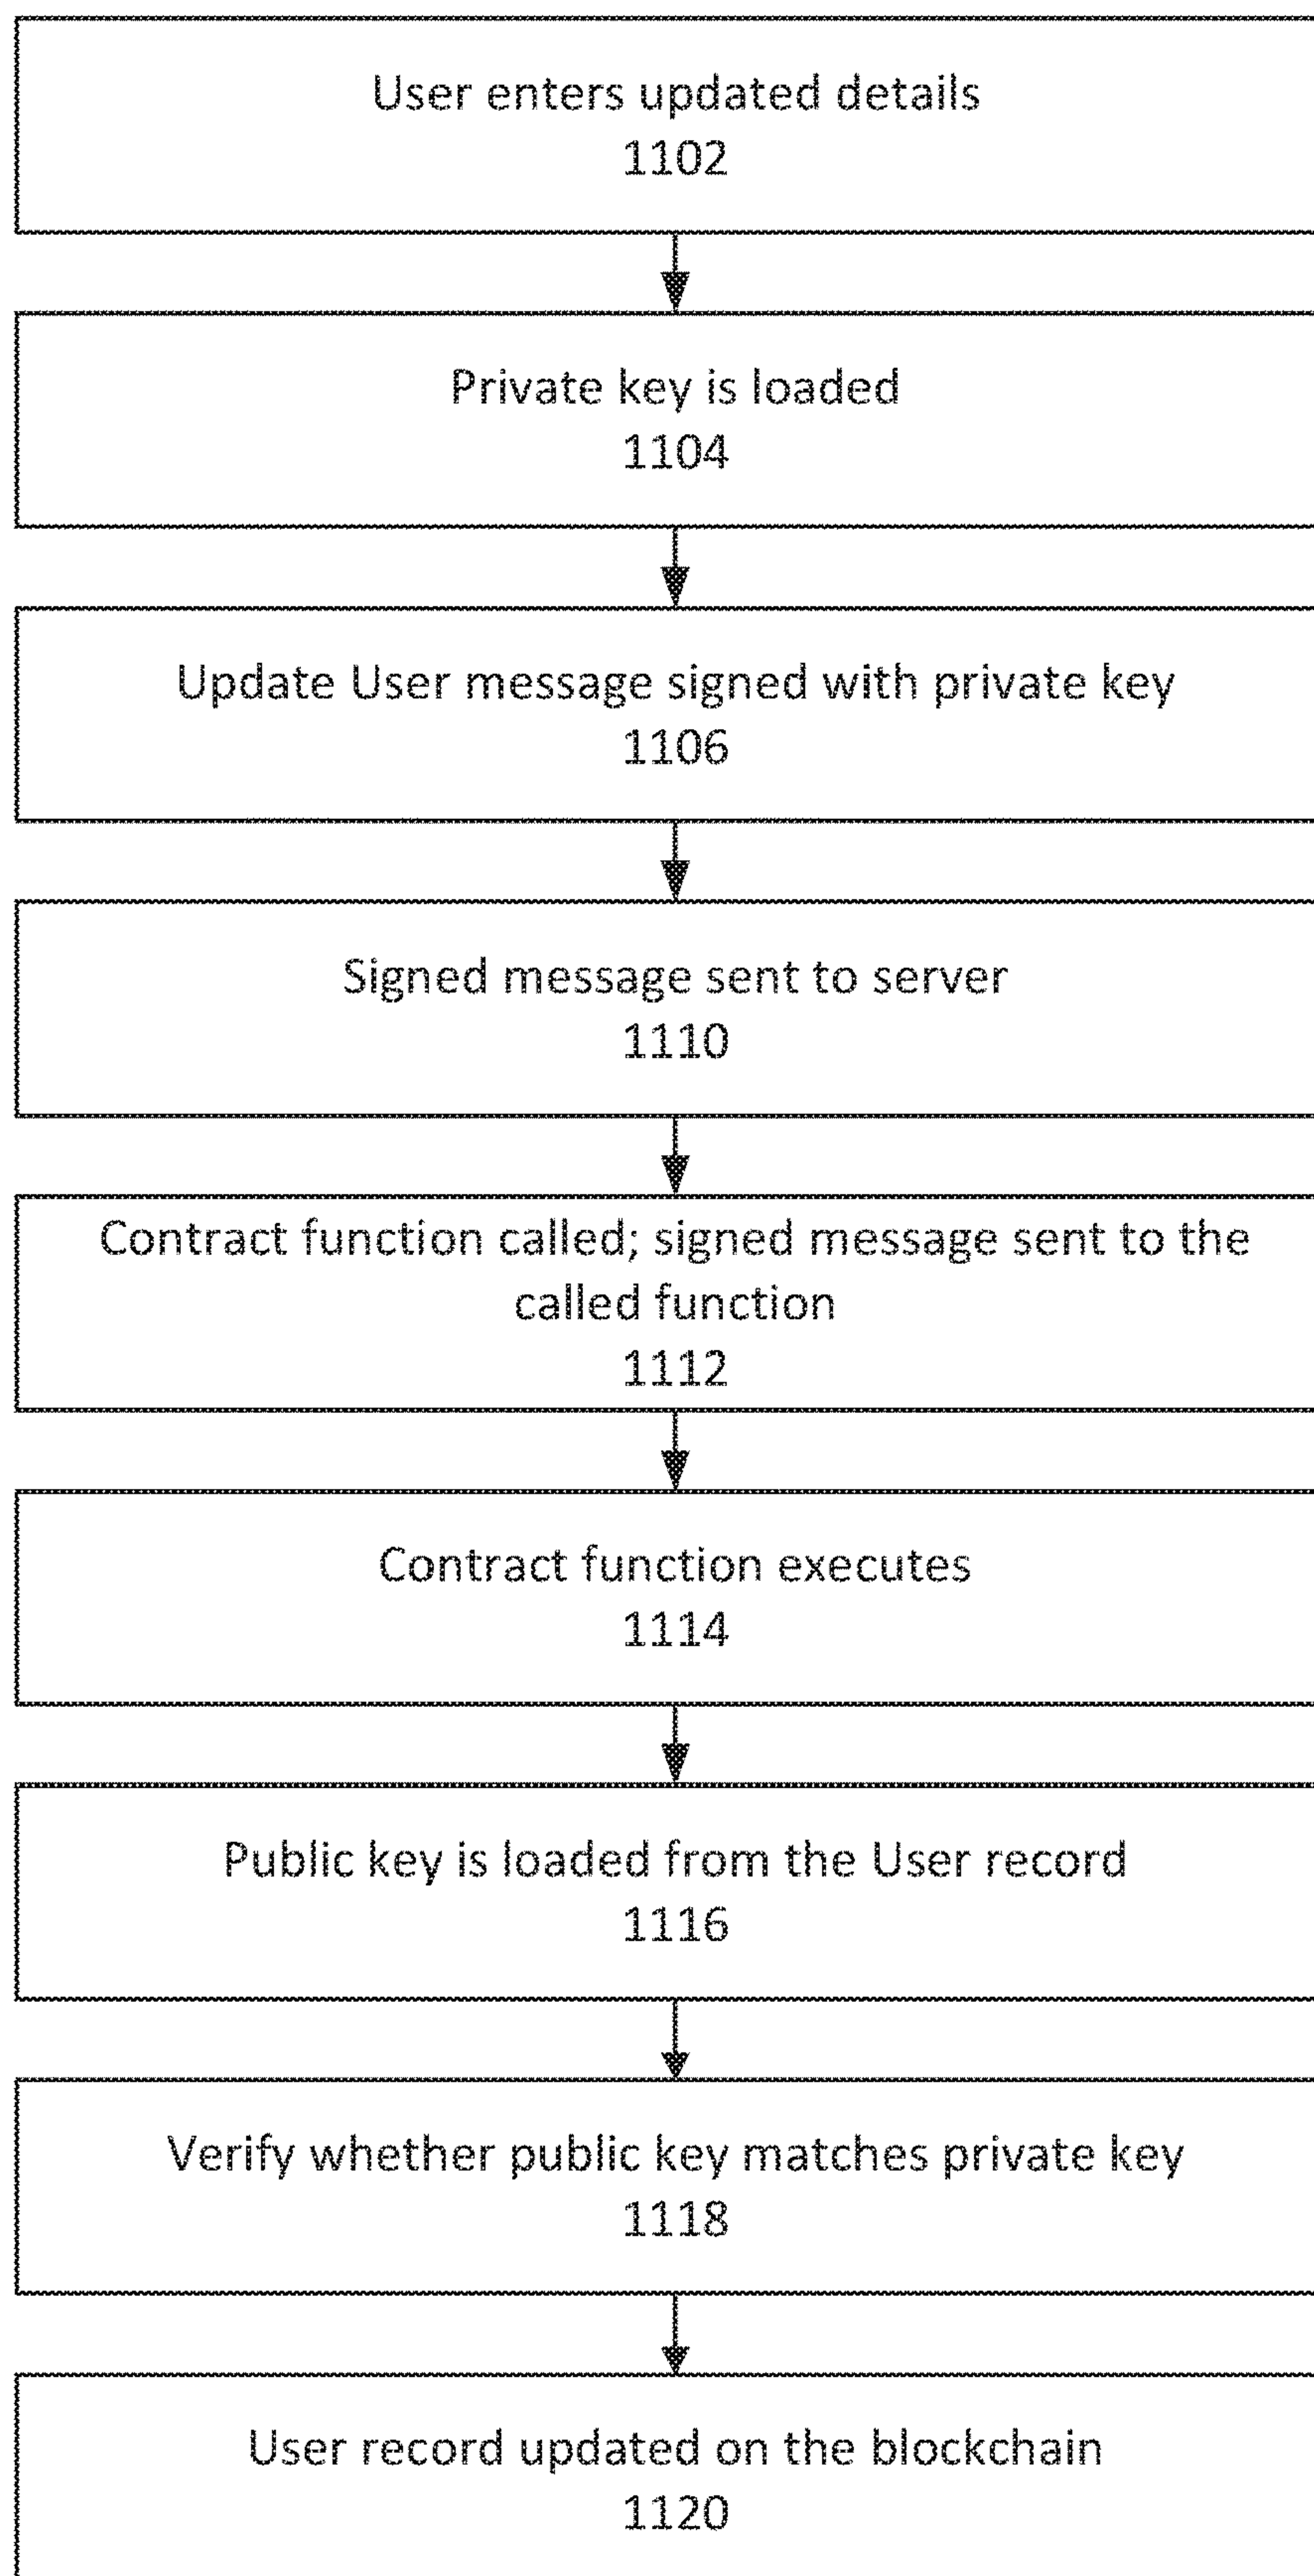 User enters updated details
1102
Private key is loaded
1104
Update User message signed with private key
1106
Signed message sent to server
1110
Contract function called; signed message sent to the
called function
1112
Contract function executes
1114
Public key is loaded from the User record
1116
Verify whether public key matches private key
1118
User record updated on the blockchain
1120